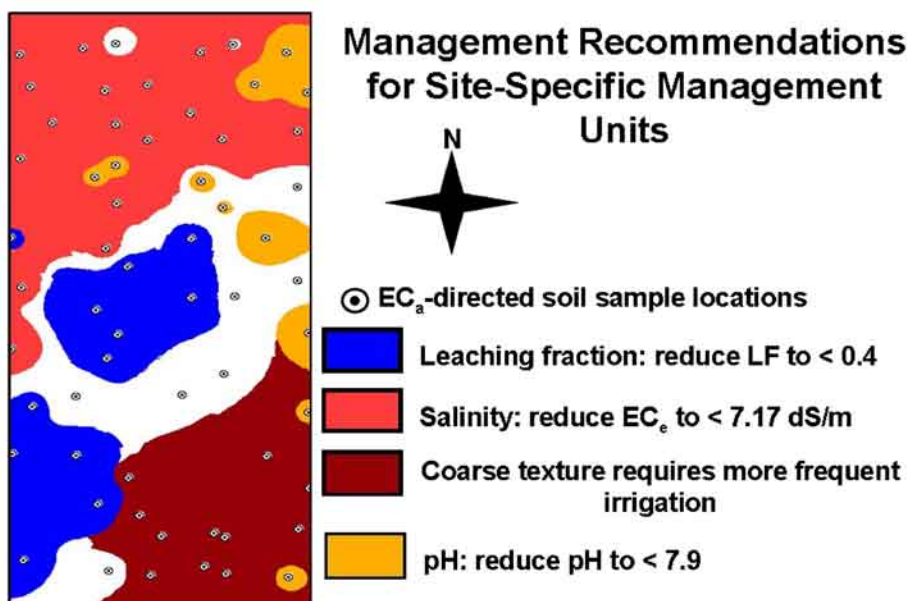 Management Recommendations
for Site-Specific Management
Units
N
ECa-directed soil sample locations
Leaching fraction: reduce LF to < 0.4
Salinity: reduce ECe to < 7.17 dS/m
Coarse texture requires more frequent
irrigation
pH: reduce pH to < 7.9